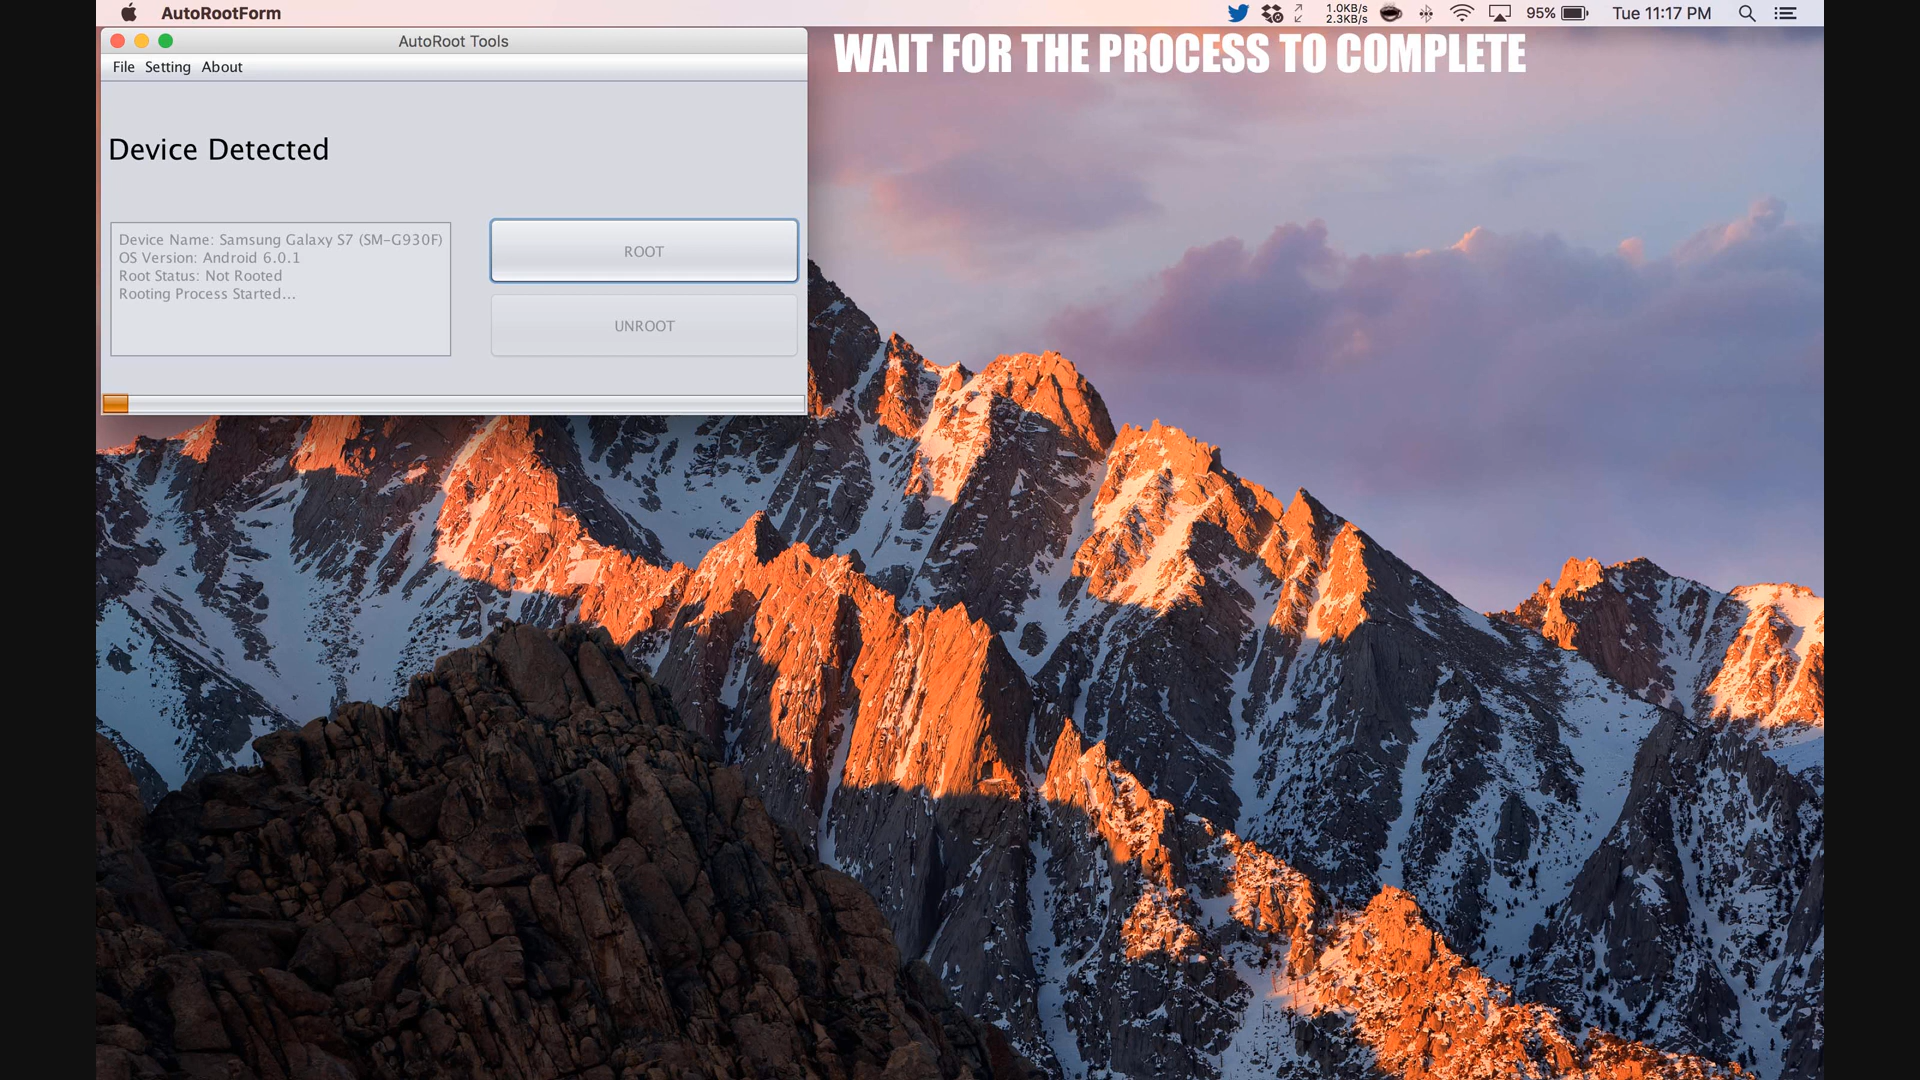 AutoRootForm
1.0KB/s
2.3KB/s
95%
Tue 11:17 PM
AutoRoot Tools
WAIT FOR THE PROCESS TO COMPLETE
File Setting About
Device Detected
Device Name: Samsung Galaxy S7 (SM-G930F)
OS Version: Android 6.0.1
Root Status: Not Rooted
Rooting Process Started...
ROOT
UNROOT